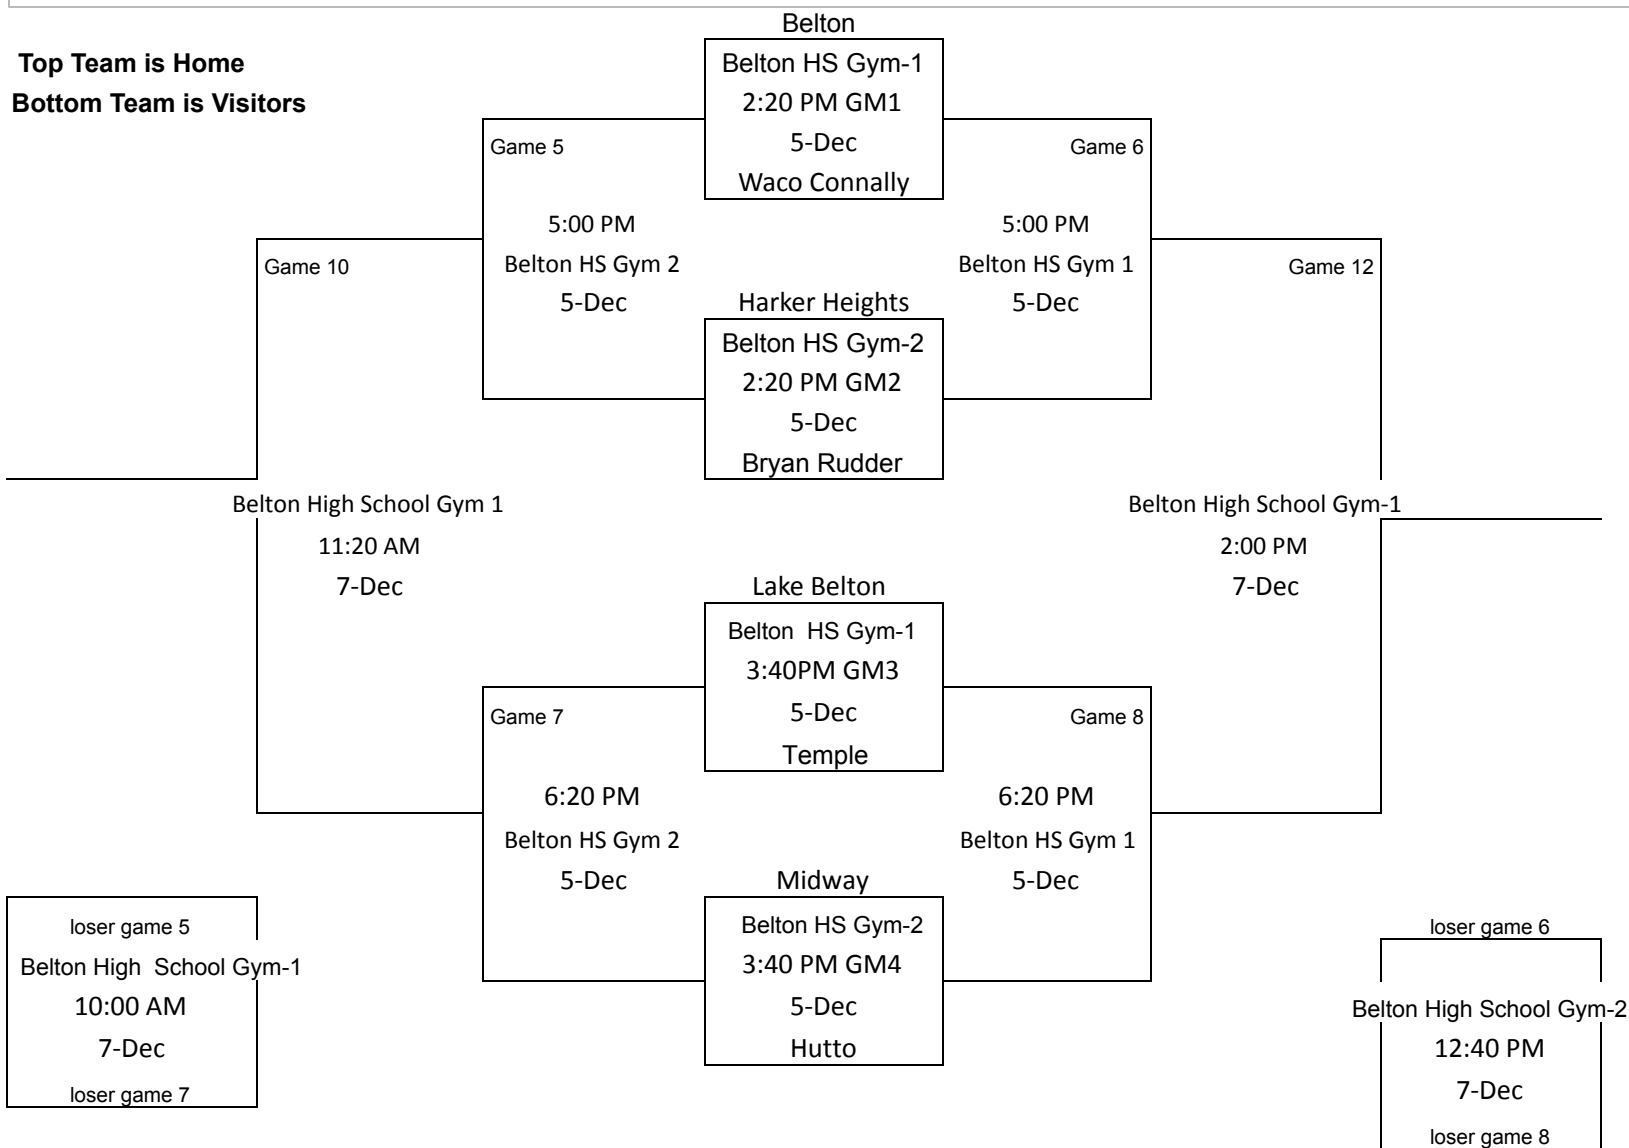 Belton
Top Team is Home
Bottom Team is Visitors
Belton HS Gym-1
2:20 PM GM1
5-Dec
Waco Connally
Game 5
5:00 PM
Belton HS Gym 2
5-Dec
Game 6
5:00 PM
Belton HS Gym 1
5-Dec
Game 10
Game 12
Harker Heights
Belton HS Gym-2
2:20 PM GM2
5-Dec
Bryan Rudder
Belton High School Gym 1
11:20 AM
7-Dec
Belton High School Gym-1
2:00 PM
7-Dec
Lake Belton
Belton  HS Gym-1
3:40PM GM3
5-Dec
Temple
Game 7
6:20 PM
Belton HS Gym 2
5-Dec
Game 8
6:20 PM
Belton HS Gym 1
5-Dec
Midway
Belton HS Gym-2
3:40 PM GM4
5-Dec
Hutto
loser game 5
Belton High  School Gym-1
10:00 AM
7-Dec
loser game 7
loser game 6
Belton High School Gym-2
12:40 PM
7-Dec
loser game 8